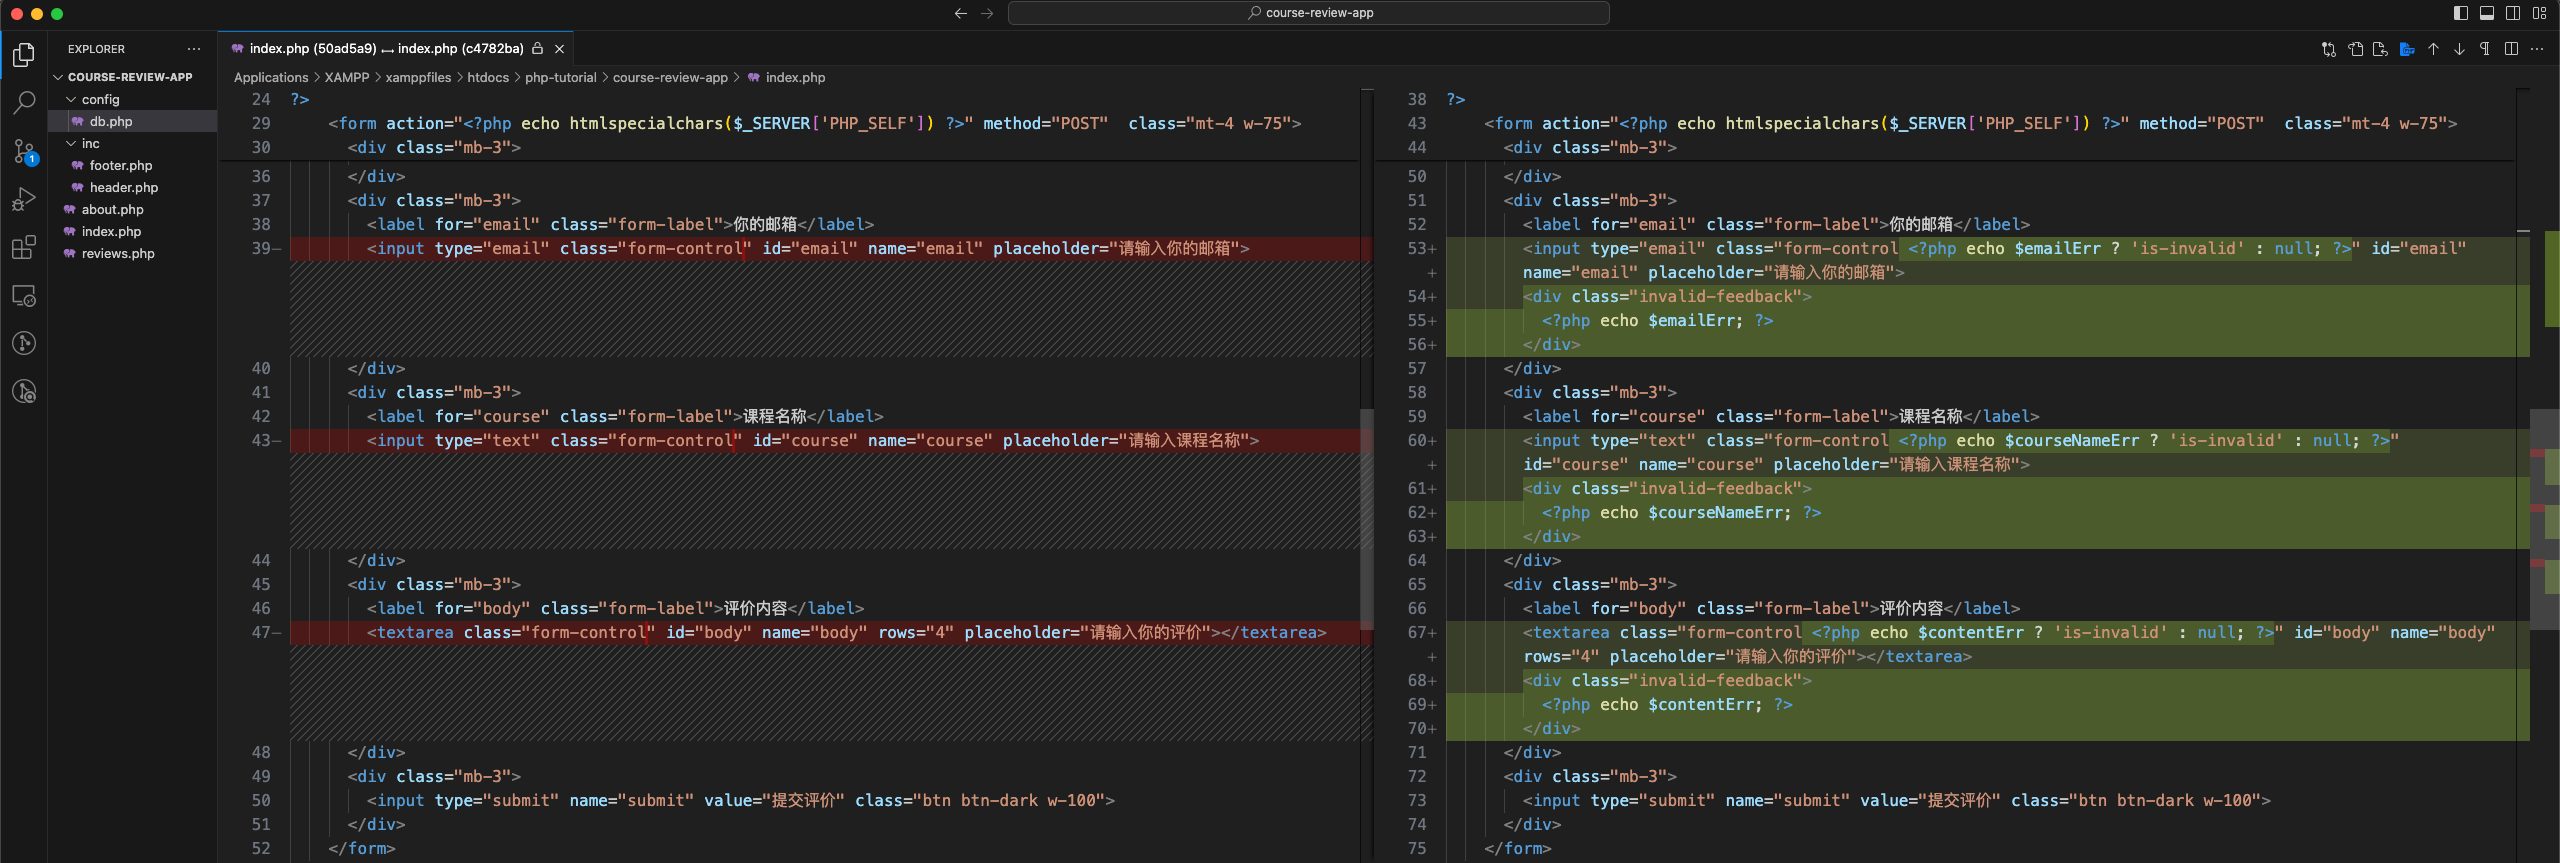 course-review-app
EXPLORER
COURSE-REVIEW-APP
config
db.php
inc
footer.php
header.php
about.php
index.php
reviews.php
1
index.php (50ad5a9) ↔ index.php (c4782ba)
Applications > XAMPP > xamppfiles > htdocs > php-tutorial > course-review-app > index.php
24 ?>
29 <form action="<?php echo htmlspecialchars($_SERVER['PHP_SELF']) ?>" method="POST"  class="mt-4 w-75">
30 <div class="mb-3">
36 </div>
37 <div class="mb-3">
38 <label for="email" class="form-label">你的邮箱</label>
39− <input type="email" class="form-control" id="email" name="email" placeholder="请输入你的邮箱">
40 </div>
41 <div class="mb-3">
42 <label for="course" class="form-label">课程名称</label>
43− <input type="text" class="form-control" id="course" name="course" placeholder="请输入课程名称">
44 </div>
45 <div class="mb-3">
46 <label for="body" class="form-label">评价内容</label>
47− <textarea class="form-control" id="body" name="body" rows="4" placeholder="请输入你的评价"></textarea>
48 </div>
49 <div class="mb-3">
50 <input type="submit" name="submit" value="提交评价" class="btn btn-dark w-100">
51 </div>
52 </form>
38 ?>
43 <form action="<?php echo htmlspecialchars($_SERVER['PHP_SELF']) ?>" method="POST"  class="mt-4 w-75">
44 <div class="mb-3">
50 </div>
51 <div class="mb-3">
52 <label for="email" class="form-label">你的邮箱</label>
53+ <input type="email" class="form-control <?php echo $emailErr ? 'is-invalid' : null; ?>" id="email"
+ name="email" placeholder="请输入你的邮箱">
54+ <div class="invalid-feedback">
55+ <?php echo $emailErr; ?>
56+ </div>
57 </div>
58 <div class="mb-3">
59 <label for="course" class="form-label">课程名称</label>
60+ <input type="text" class="form-control <?php echo $courseNameErr ? 'is-invalid' : null; ?>"
+ id="course" name="course" placeholder="请输入课程名称">
61+ <div class="invalid-feedback">
62+ <?php echo $courseNameErr; ?>
63+ </div>
64 </div>
65 <div class="mb-3">
66 <label for="body" class="form-label">评价内容</label>
67+ <textarea class="form-control <?php echo $contentErr ? 'is-invalid' : null; ?>" id="body" name="body"
+ rows="4" placeholder="请输入你的评价"></textarea>
68+ <div class="invalid-feedback">
69+ <?php echo $contentErr; ?>
70+ </div>
71 </div>
72 <div class="mb-3">
73 <input type="submit" name="submit" value="提交评价" class="btn btn-dark w-100">
74 </div>
75 </form>